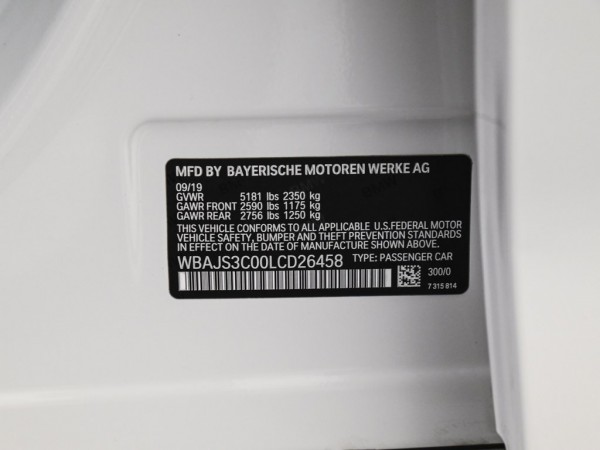 MFD BY BAYERISCHE MOTOREN WERKE AG
09/19
GVWR 5181 lbs 2350 kg
GAWR FRONT 2590 lbs 1175 kg
GAWR REAR 2756 lbs 1250 kg
THIS VEHICLE CONFORMS TO ALL APPLICABLE U.S.FEDERAL MOTOR
VEHICLE SAFETY, BUMPER AND THEFT PREVENTION STANDARDS
IN EFFECT ON THE DATE OF MANUFACTURE SHOWN ABOVE.
WBAJS3C00LCD26458 TYPE: PASSENGER CAR
300/0
7 315 814